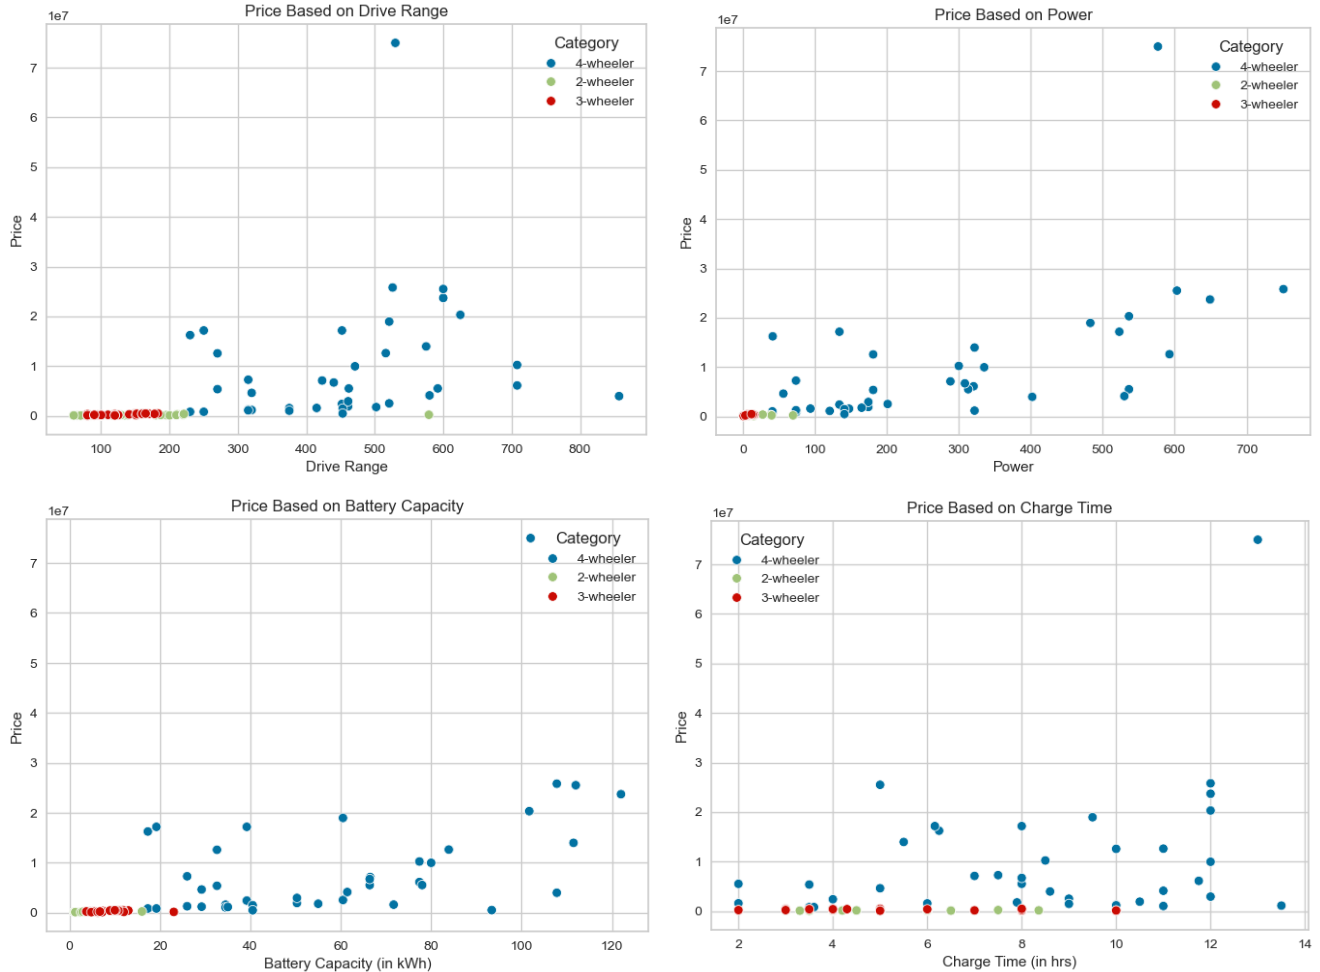 Price Based on Drive Range
1e7
Category
4-wheeler
2-wheeler
3-wheeler
7
6
5
4
3
2
1
0
Price
100 200 300 400 500 600 700 800
Drive Range
Price Based on Power
1e7
Category
4-wheeler
2-wheeler
3-wheeler
7
6
5
4
3
2
1
0
Price
0 100 200 300 400 500 600 700
Power
Price Based on Battery Capacity
1e7
Category
4-wheeler
2-wheeler
3-wheeler
7
6
5
4
3
2
1
0
Price
0 20 40 60 80 100 120
Battery Capacity (in kWh)
Price Based on Charge Time
1e7
Category
4-wheeler
2-wheeler
3-wheeler
7
6
5
4
3
2
1
0
Price
2 4 6 8 10 12 14
Charge Time (in hrs)